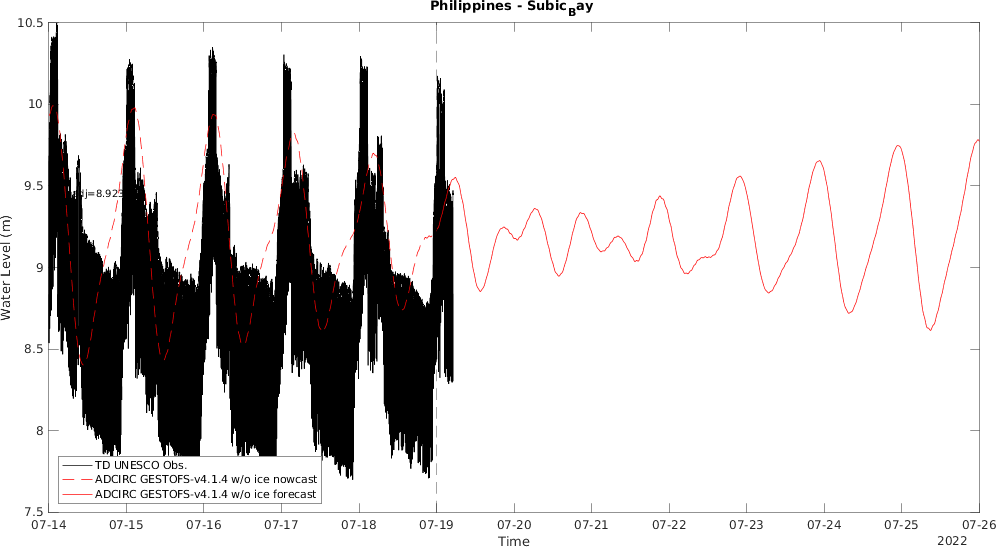 Philippines - Subic_Bay
10.5
10
9.5
9
8.5
8
7.5
Water Level (m)
dj=8.923
TD UNESCO Obs.
ADCIRC GESTOFS-v4.1.4 w/o ice nowcast
ADCIRC GESTOFS-v4.1.4 w/o ice forecast
07-14 07-15 07-16 07-17 07-18 07-19 07-20 07-21 07-22 07-23 07-24 07-25 07-26
Time
2022